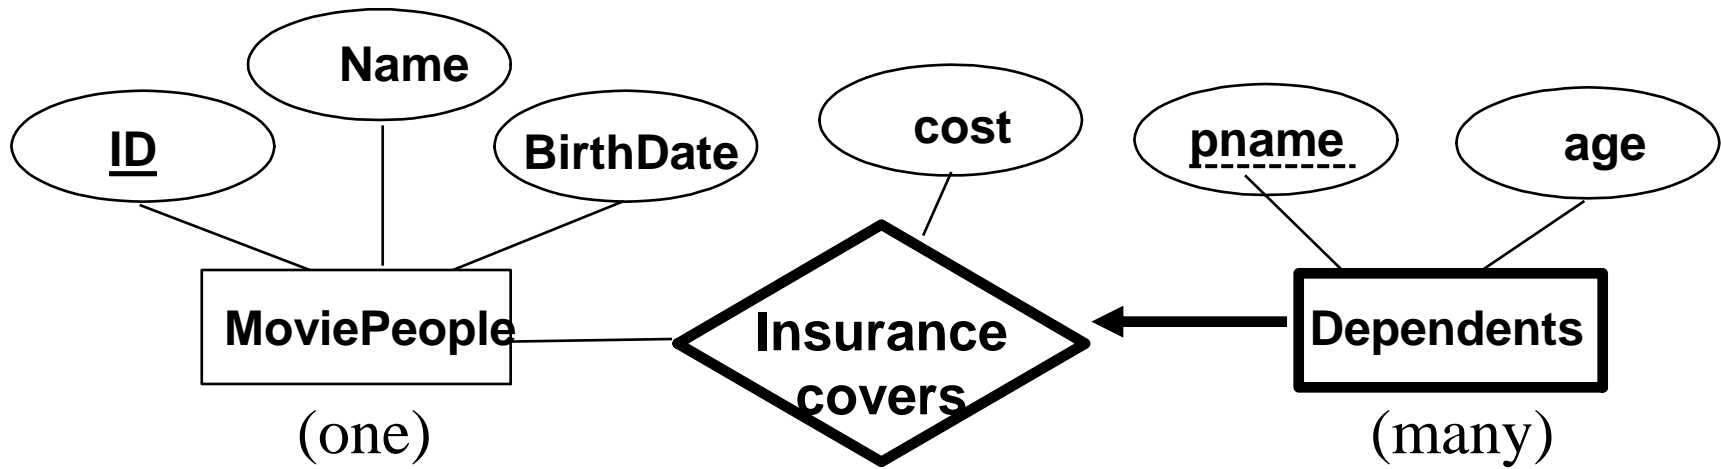 Name
ID
BirthDate
cost
pname
age
MoviePeople
Insurance
covers
Dependents
(one)
(many)